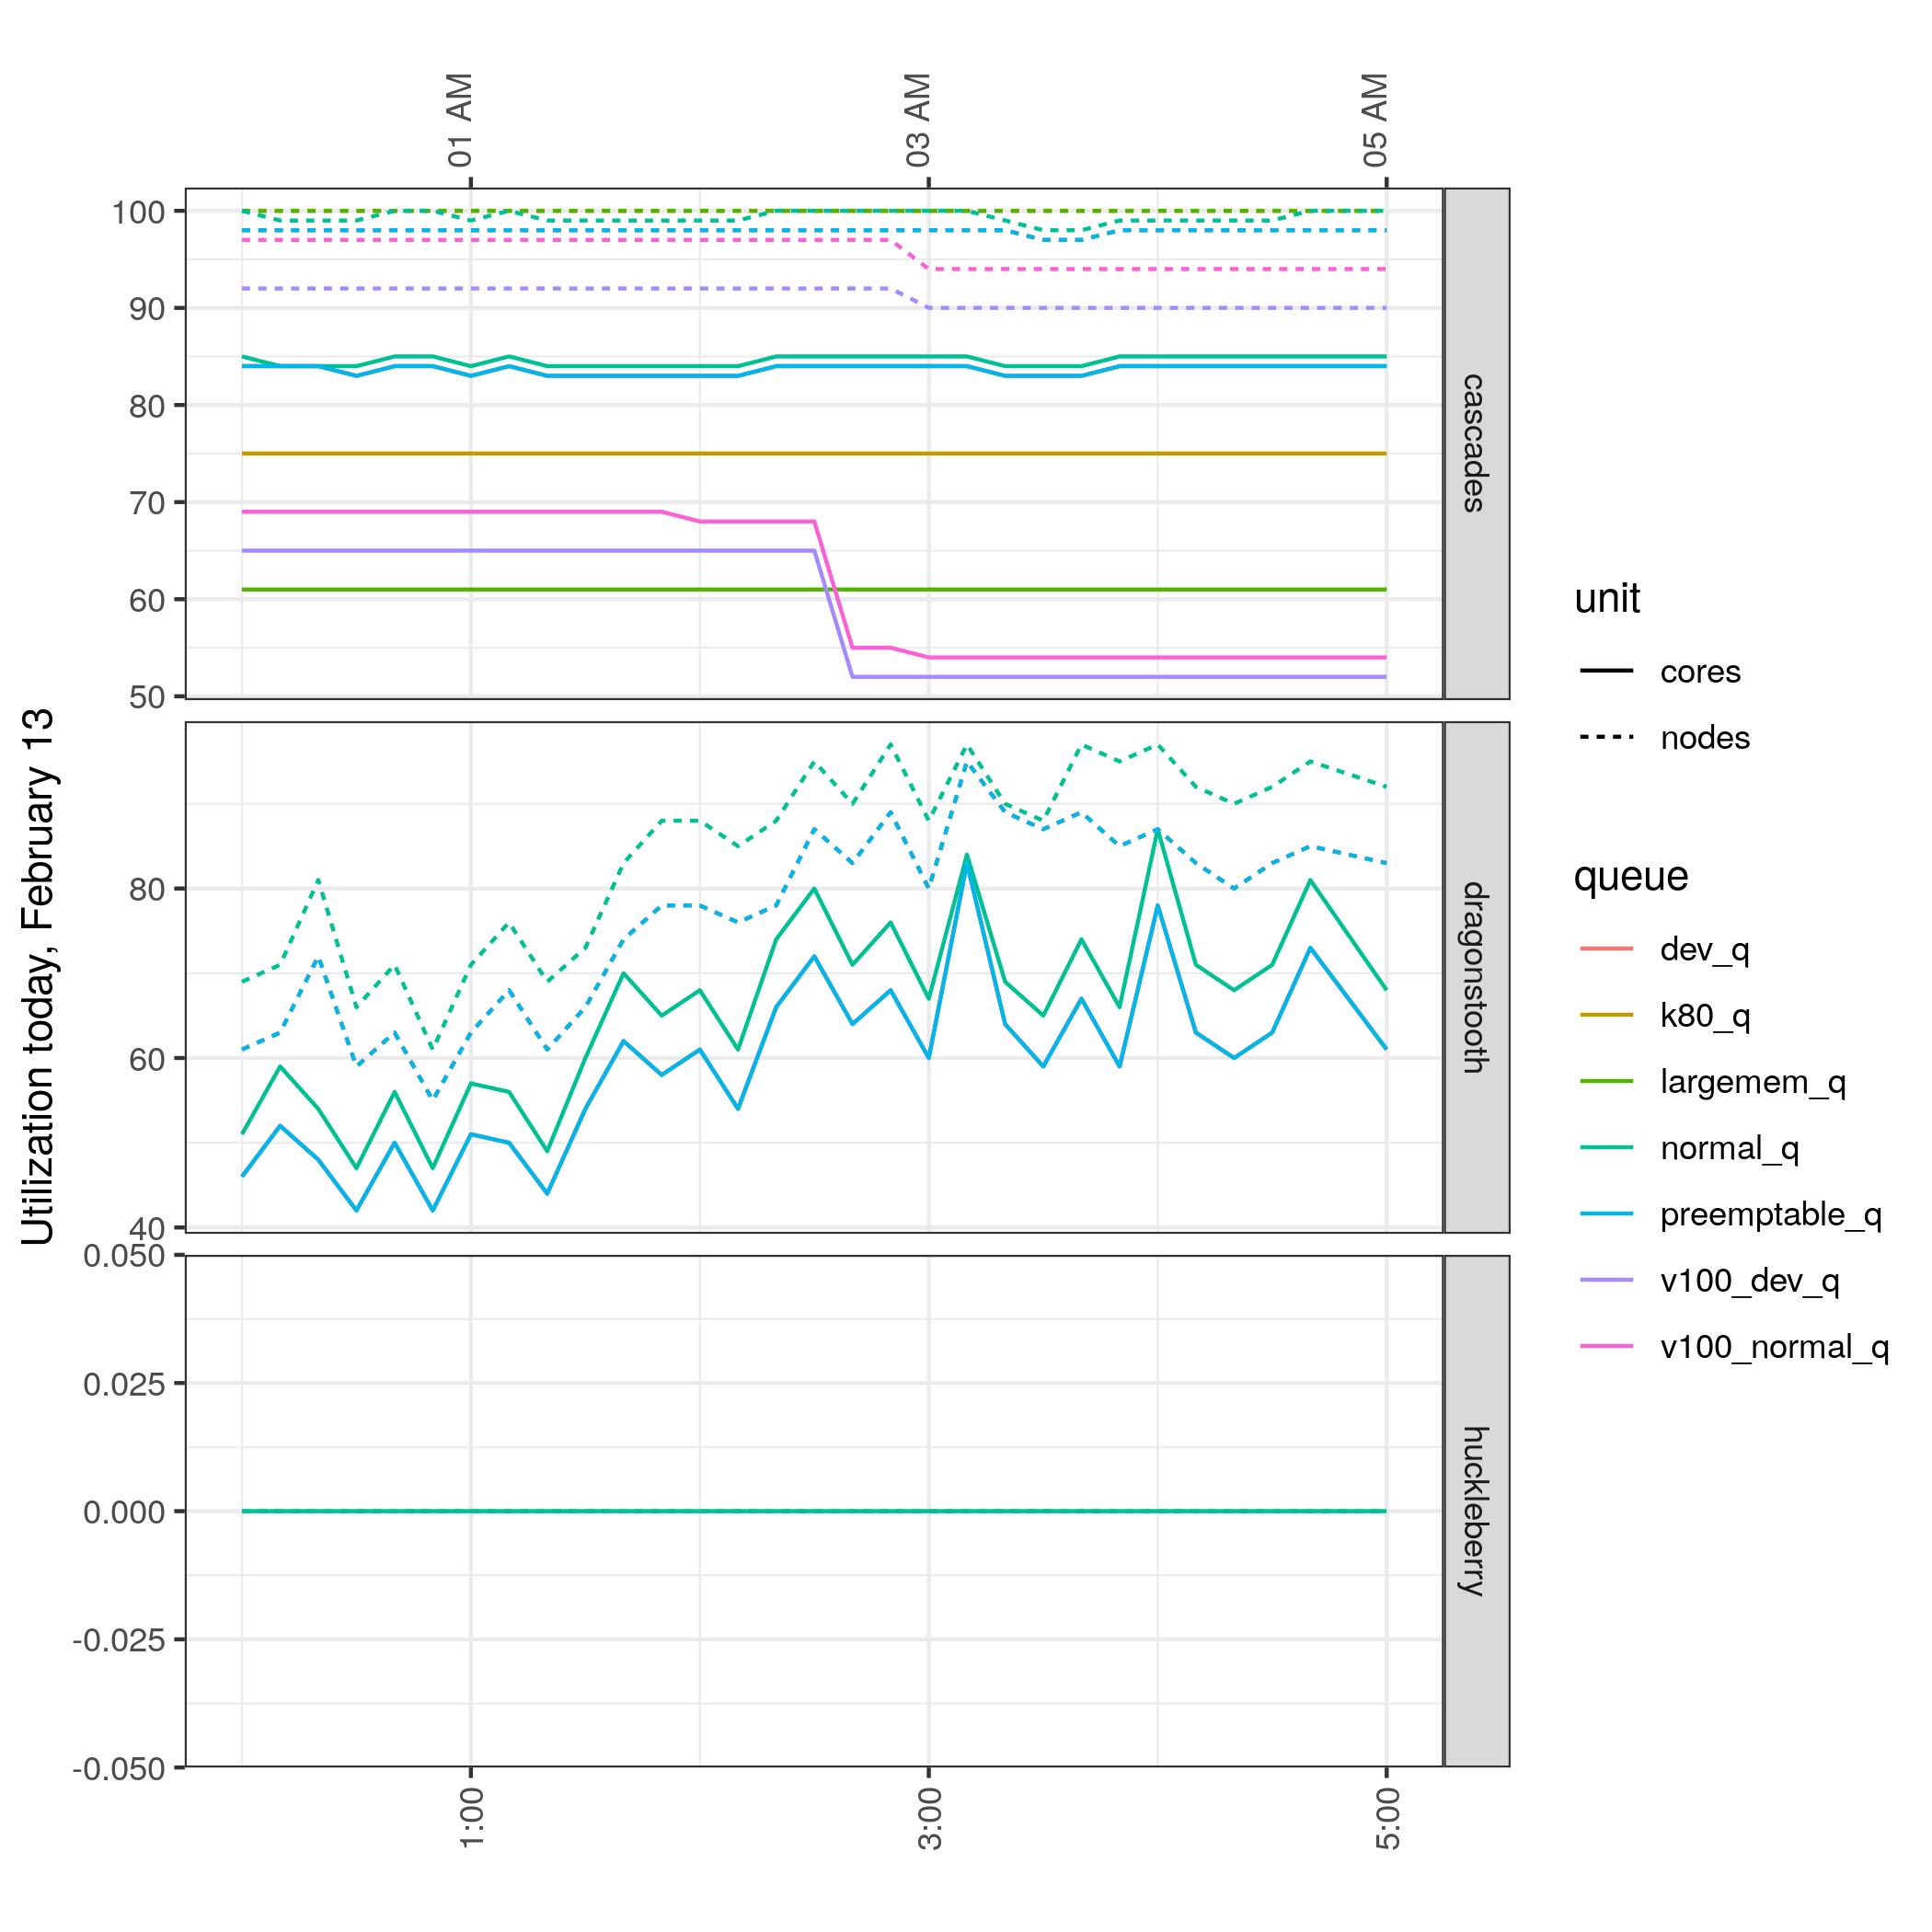 01 AM
03 AM
05 AM
Utilization today, February 13
100
90
80
70
60
50
cascades
80
60
40
dragonstooth
0.050
0.025
0.000
-0.025
-0.050
huckleberry
1:00
3:00
5:00
unit
cores
nodes
queue
dev_q
k80_q
largemem_q
normal_q
preemptable_q
v100_dev_q
v100_normal_q